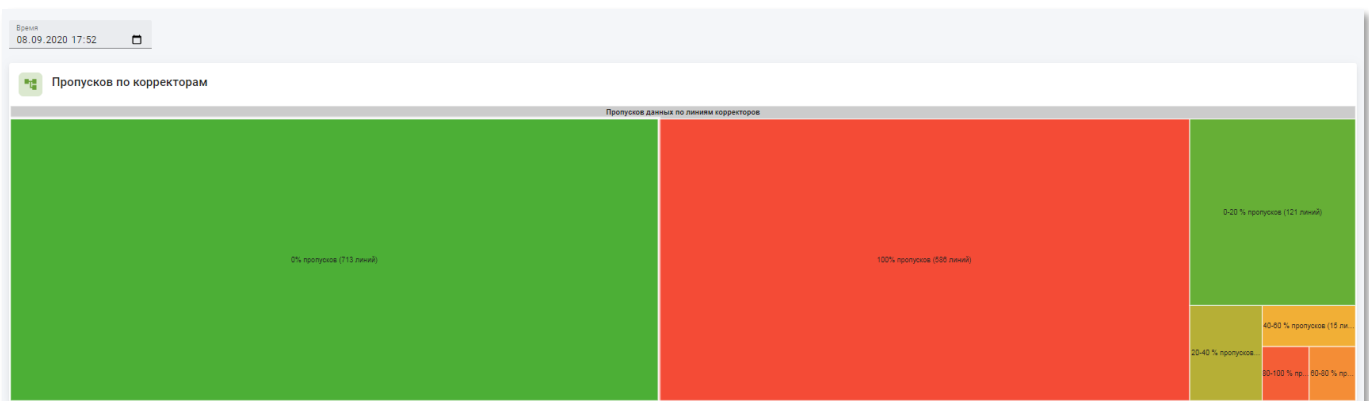 Время
08.09.2020 17:52
Пропусков по корректорам
Пропусков данных по линиям корректоров
0% пропусков (713 линий)
100% пропусков (586 линий)
0-20 % пропусков (121 линий)
20-40 % пропусков...
40-60 % пропусков (15 ли...
80-100 % пр...
60-80 % пр...